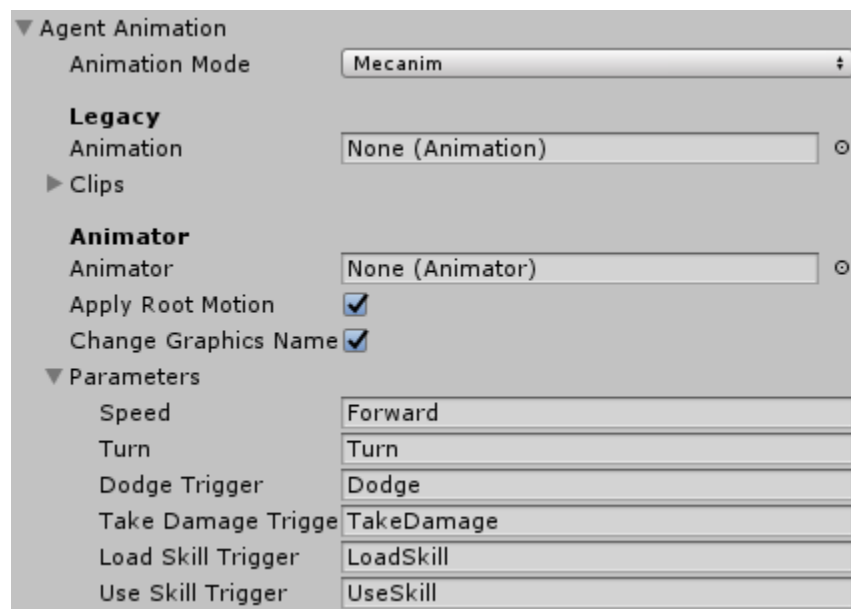 Agent Animation
Animation Mode Mecanim
Legacy
Animation None (Animation)
Clips
Animator
Animator None (Animator)
Apply Root Motion
Change Graphics Name
Parameters
Speed Forward
Turn Turn
Dodge Trigger Dodge
Take Damage Trigge TakeDamage
Load Skill Trigger LoadSkill
Use Skill Trigger UseSkill